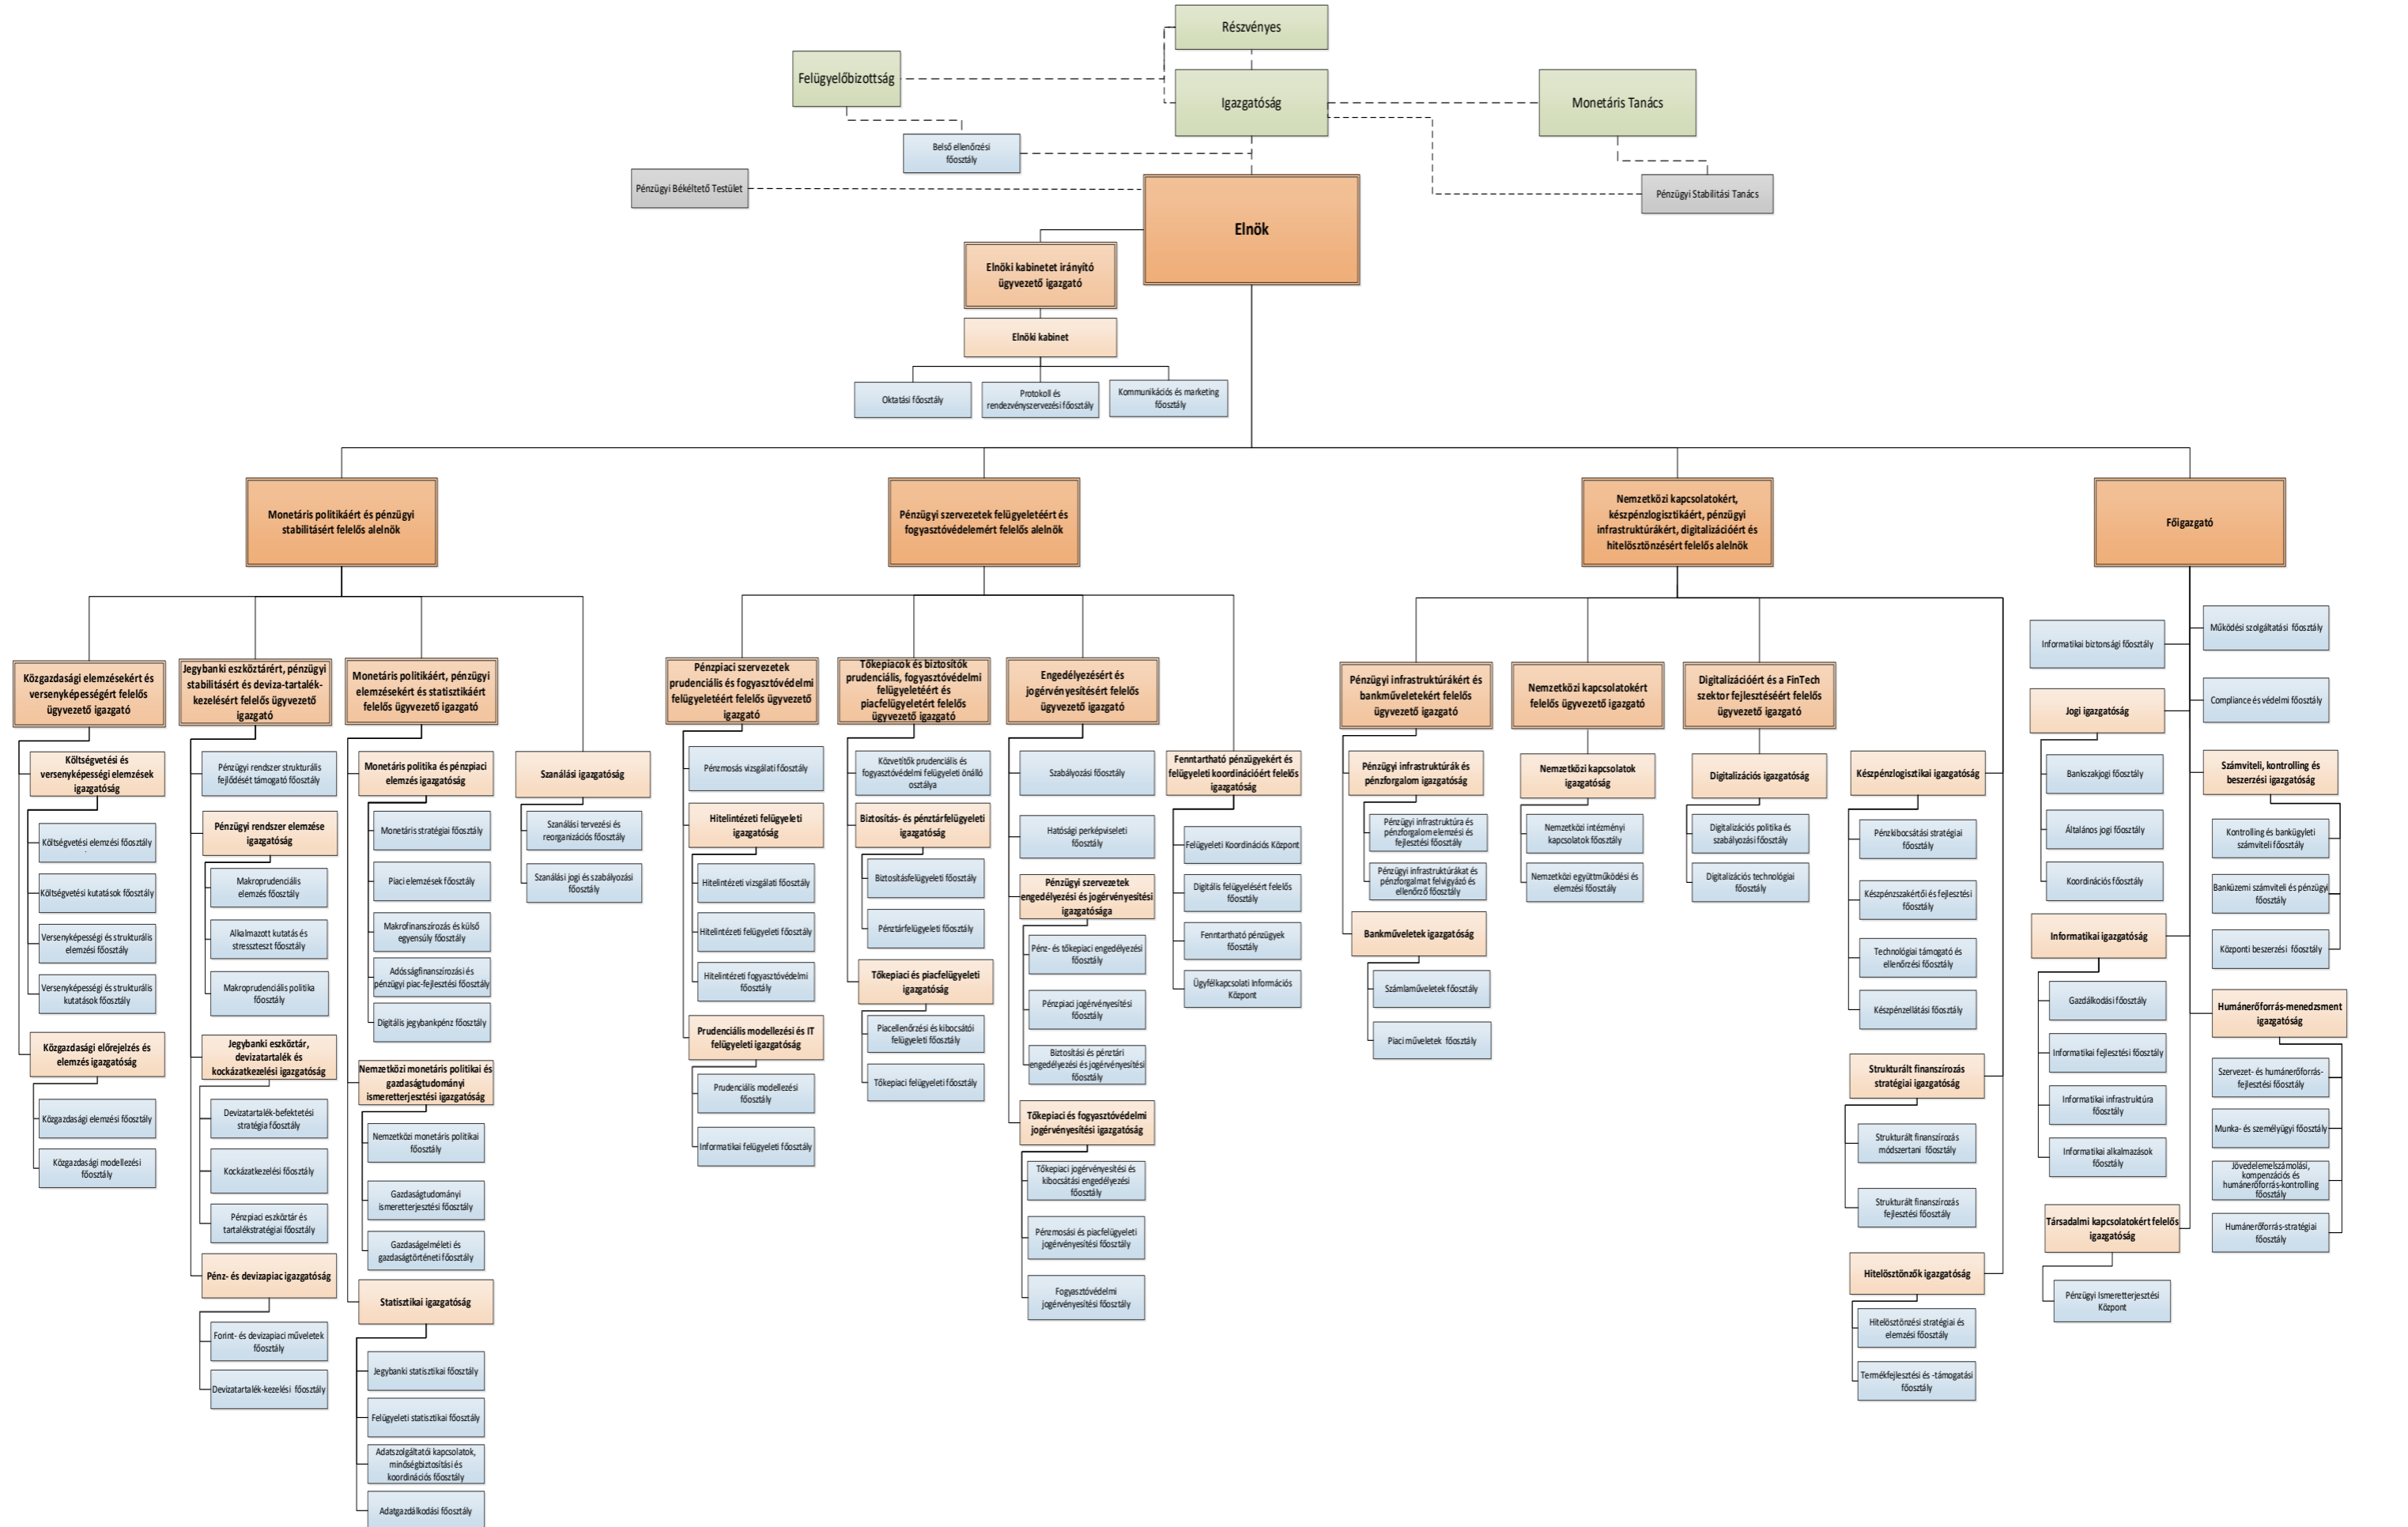 Részvényes
Felügyelőbizottság
Igazgatóság
Monetáris Tanács
Belső ellenőrzési
főosztály
Pénzügyi Békéltető Testület
Pénzügyi Stabilitási Tanács
Elnök
Elnöki kabinetet irányító
ügyvezető igazgató
Elnöki kabinet
Oktatási főosztály
Protokoll és
rendezvényszervezési főosztály
Kommunikációs és marketing
főosztály
Monetáris politikáért és pénzügyi
stabilitásért felelős alelnök
Közgazdasági elemzésekért és
versenyképességért felelős
ügyvezető igazgató
Költségvetési és
versenyképességi elemzések
igazgatóság
Költségvetési elemzési főosztály
Költségvetési kutatások főosztály
Versenyképességi és strukturális
elemzési főosztály
Versenyképességi és strukturális
kutatások főosztály
Közgazdasági előrejelzés és
elemzés igazgatóság
Közgazdasági elemzési főosztály
Közgazdasági modellezési
főosztály
Jegybanki eszköztárért, pénzügyi
stabilitásért és deviza-tartalék-
kezelésért felelős ügyvezető
igazgató
Pénzügyi rendszer strukturális
fejlődését támogató főosztály
Pénzügyi rendszer elemzése
igazgatóság
Makroprudenciális
elemzés főosztály
Alkalmazott kutatás és
stresszteszt főosztály
Makroprudenciális politika
főosztály
Jegybanki eszköztár,
devizatartalék és
kockázatkezelési igazgatóság
Devizatartalék-befektetési
stratégia főosztály
Kockázatkezelési főosztály
Pénzpiaci eszköztár és
tartalékstratégiai főosztály
Pénz- és devizapiac igazgatóság
Forint- és devizapiaci műveletek
főosztály
Devizatartalék-kezelési főosztály
Monetáris politikáért, pénzügyi
elemzésekért és statisztikáért
felelős ügyvezető igazgató
Monetáris politika és pénzpiaci
elemzés igazgatóság
Monetáris stratégiai főosztály
Piaci elemzések főosztály
Makrofinanszírozás és külső
egyensúly főosztály
Adósságfinanszírozási és
pénzügyi piac-fejlesztési főosztály
Digitális jegybankpénz főosztály
Nemzetközi monetáris politikai és
gazdaságtudományi
ismeretterjesztési igazgatóság
Nemzetközi monetáris politikai
főosztály
Gazdaságtudományi
ismeretterjesztési főosztály
Gazdaságelméleti és
gazdaságtörténeti főosztály
Statisztikai igazgatóság
Jegybanki statisztikai főosztály
Felügyeleti statisztikai főosztály
Adatszolgáltatói kapcsolatok,
minőségbiztosítási és
koordinációs főosztály
Adatgazdálkodási főosztály
Szanálási igazgatóság
Szanálási tervezési és
reorganizációs főosztály
Szanálási jogi és szabályozási
főosztály
Pénzügyi szervezetek felügyeletéért és
fogyasztóvédelemért felelős alelnök
Pénzpiaci szervezetek
prudenciális és fogyasztóvédelmi
felügyeletéért felelős ügyvezető
igazgató
Pénzmosás vizsgálati főosztály
Hitelintézeti felügyeleti
igazgatóság
Hitelintézeti vizsgálati főosztály
Hitelintézeti felügyeleti főosztály
Hitelintézeti fogyasztóvédelmi
főosztály
Prudenciális modellezési és IT
felügyeleti igazgatóság
Prudenciális modellezési
főosztály
Informatikai felügyeleti főosztály
Tőkepiacok és biztosítók
prudenciális, fogyasztóvédelmi
felügyeletéért és
piacfelügyeletért felelős
ügyvezető igazgató
Közvetítők prudenciális és
fogyasztóvédelmi felügyeleti önálló
osztálya
Biztosítás- és pénztárfelügyeleti
igazgatóság
Biztosításfelügyeleti főosztály
Pénztárfelügyeleti főosztály
Tőkepiaci és piacfelügyeleti
igazgatóság
Piacellenőrzési és kibocsátói
felügyeleti főosztály
Tőkepiaci felügyeleti főosztály
Engedélyezésért és
jogérvényesítésért felelős
ügyvezető igazgató
Szabályozási főosztály
Hatósági perképviseleti
főosztály
Pénzügyi szervezetek
engedélyezési és jogérvényesítési
igazgatósága
Pénz- és tőkepiaci engedélyezési
főosztály
Pénzpiaci jogérvényesítési
főosztály
Biztosítási és pénztári
engedélyezési és jogérvényesítési
főosztály
Tőkepiaci és fogyasztóvédelmi
jogérvényesítési igazgatóság
Tőkepiaci jogérvényesítési és
kibocsátási engedélyezési
főosztály
Pénzmosási és piacfelügyeleti
jogérvényesítési főosztály
Fogyasztóvédelmi
jogérvényesítési főosztály
Fenntartható pénzügyekért és
felügyeleti koordinációért felelős
igazgatóság
Felügyeleti Koordinációs Központ
Digitális felügyelésért felelős
főosztály
Fenntartható pénzügyek
főosztály
Ügyfélkapcsolati Információs
Központ
Nemzetközi kapcsolatokért,
készpénzlogisztikáért, pénzügyi
infrastruktúrákért, digitalizációért és
hitelösztönzésért felelős alelnök
Pénzügyi infrastruktúrákért és
bankműveletekért felelős
ügyvezető igazgató
Pénzügyi infrastruktúrák és
pénzforgalom igazgatóság
Pénzügyi infrastruktúra és
pénzforgalom elemzési és
fejlesztési főosztály
Pénzügyi infrastruktúrákat és
pénzforgalmat felvigyázó és
ellenőrző főosztály
Bankműveletek igazgatóság
Számlaműveletek főosztály
Piaci műveletek főosztály
Nemzetközi kapcsolatokért
felelős ügyvezető igazgató
Nemzetközi kapcsolatok
igazgatóság
Nemzetközi intézményi
kapcsolatok főosztály
Nemzetközi együttműködési és
elemzési főosztály
Digitalizációért és a FinTech
szektor fejlesztéséért felelős
ügyvezető igazgató
Digitalizációs igazgatóság
Digitalizációs politika és
szabályozási főosztály
Digitalizációs technológiai
főosztály
Készpénzlogisztikai igazgatóság
Pénzkibocsátási stratégiai
főosztály
Készpénzszakértői és fejlesztési
főosztály
Technológiai támogató és
ellenőrzési főosztály
Készpénzellátási főosztály
Strukturált finanszírozás
stratégiai igazgatóság
Strukturált finanszírozás
módszertani főosztály
Strukturált finanszírozás
fejlesztési főosztály
Hitelösztönzők igazgatóság
Hitelösztönzési stratégiai és
elemzési főosztály
Termékfejlesztési és -támogatási
főosztály
Főigazgató
Informatikai biztonsági főosztály
Jogi igazgatóság
Bankszakjogi főosztály
Általános jogi főosztály
Koordinációs főosztály
Informatikai igazgatóság
Gazdálkodási főosztály
Informatikai fejlesztési főosztály
Informatikai infrastruktúra
főosztály
Informatikai alkalmazások
főosztály
Társadalmi kapcsolatokért felelős
igazgatóság
Pénzügyi Ismeretterjesztési
Központ
Működési szolgáltatási főosztály
Compliance és védelmi főosztály
Számviteli, kontrolling és
beszerzési igazgatóság
Kontrolling és bankügyleti
számviteli főosztály
Banküzemi számviteli és pénzügyi
főosztály
Központi beszerzési főosztály
Humánerőforrás-menedzsment
igazgatóság
Szervezet- és humánerőforrás-
fejlesztési főosztály
Munka- és személyügyi főosztály
Jövedelemelszámolási,
kompenzációs és
humánerőforrás-kontrolling
főosztály
Humánerőforrás-stratégiai
főosztály